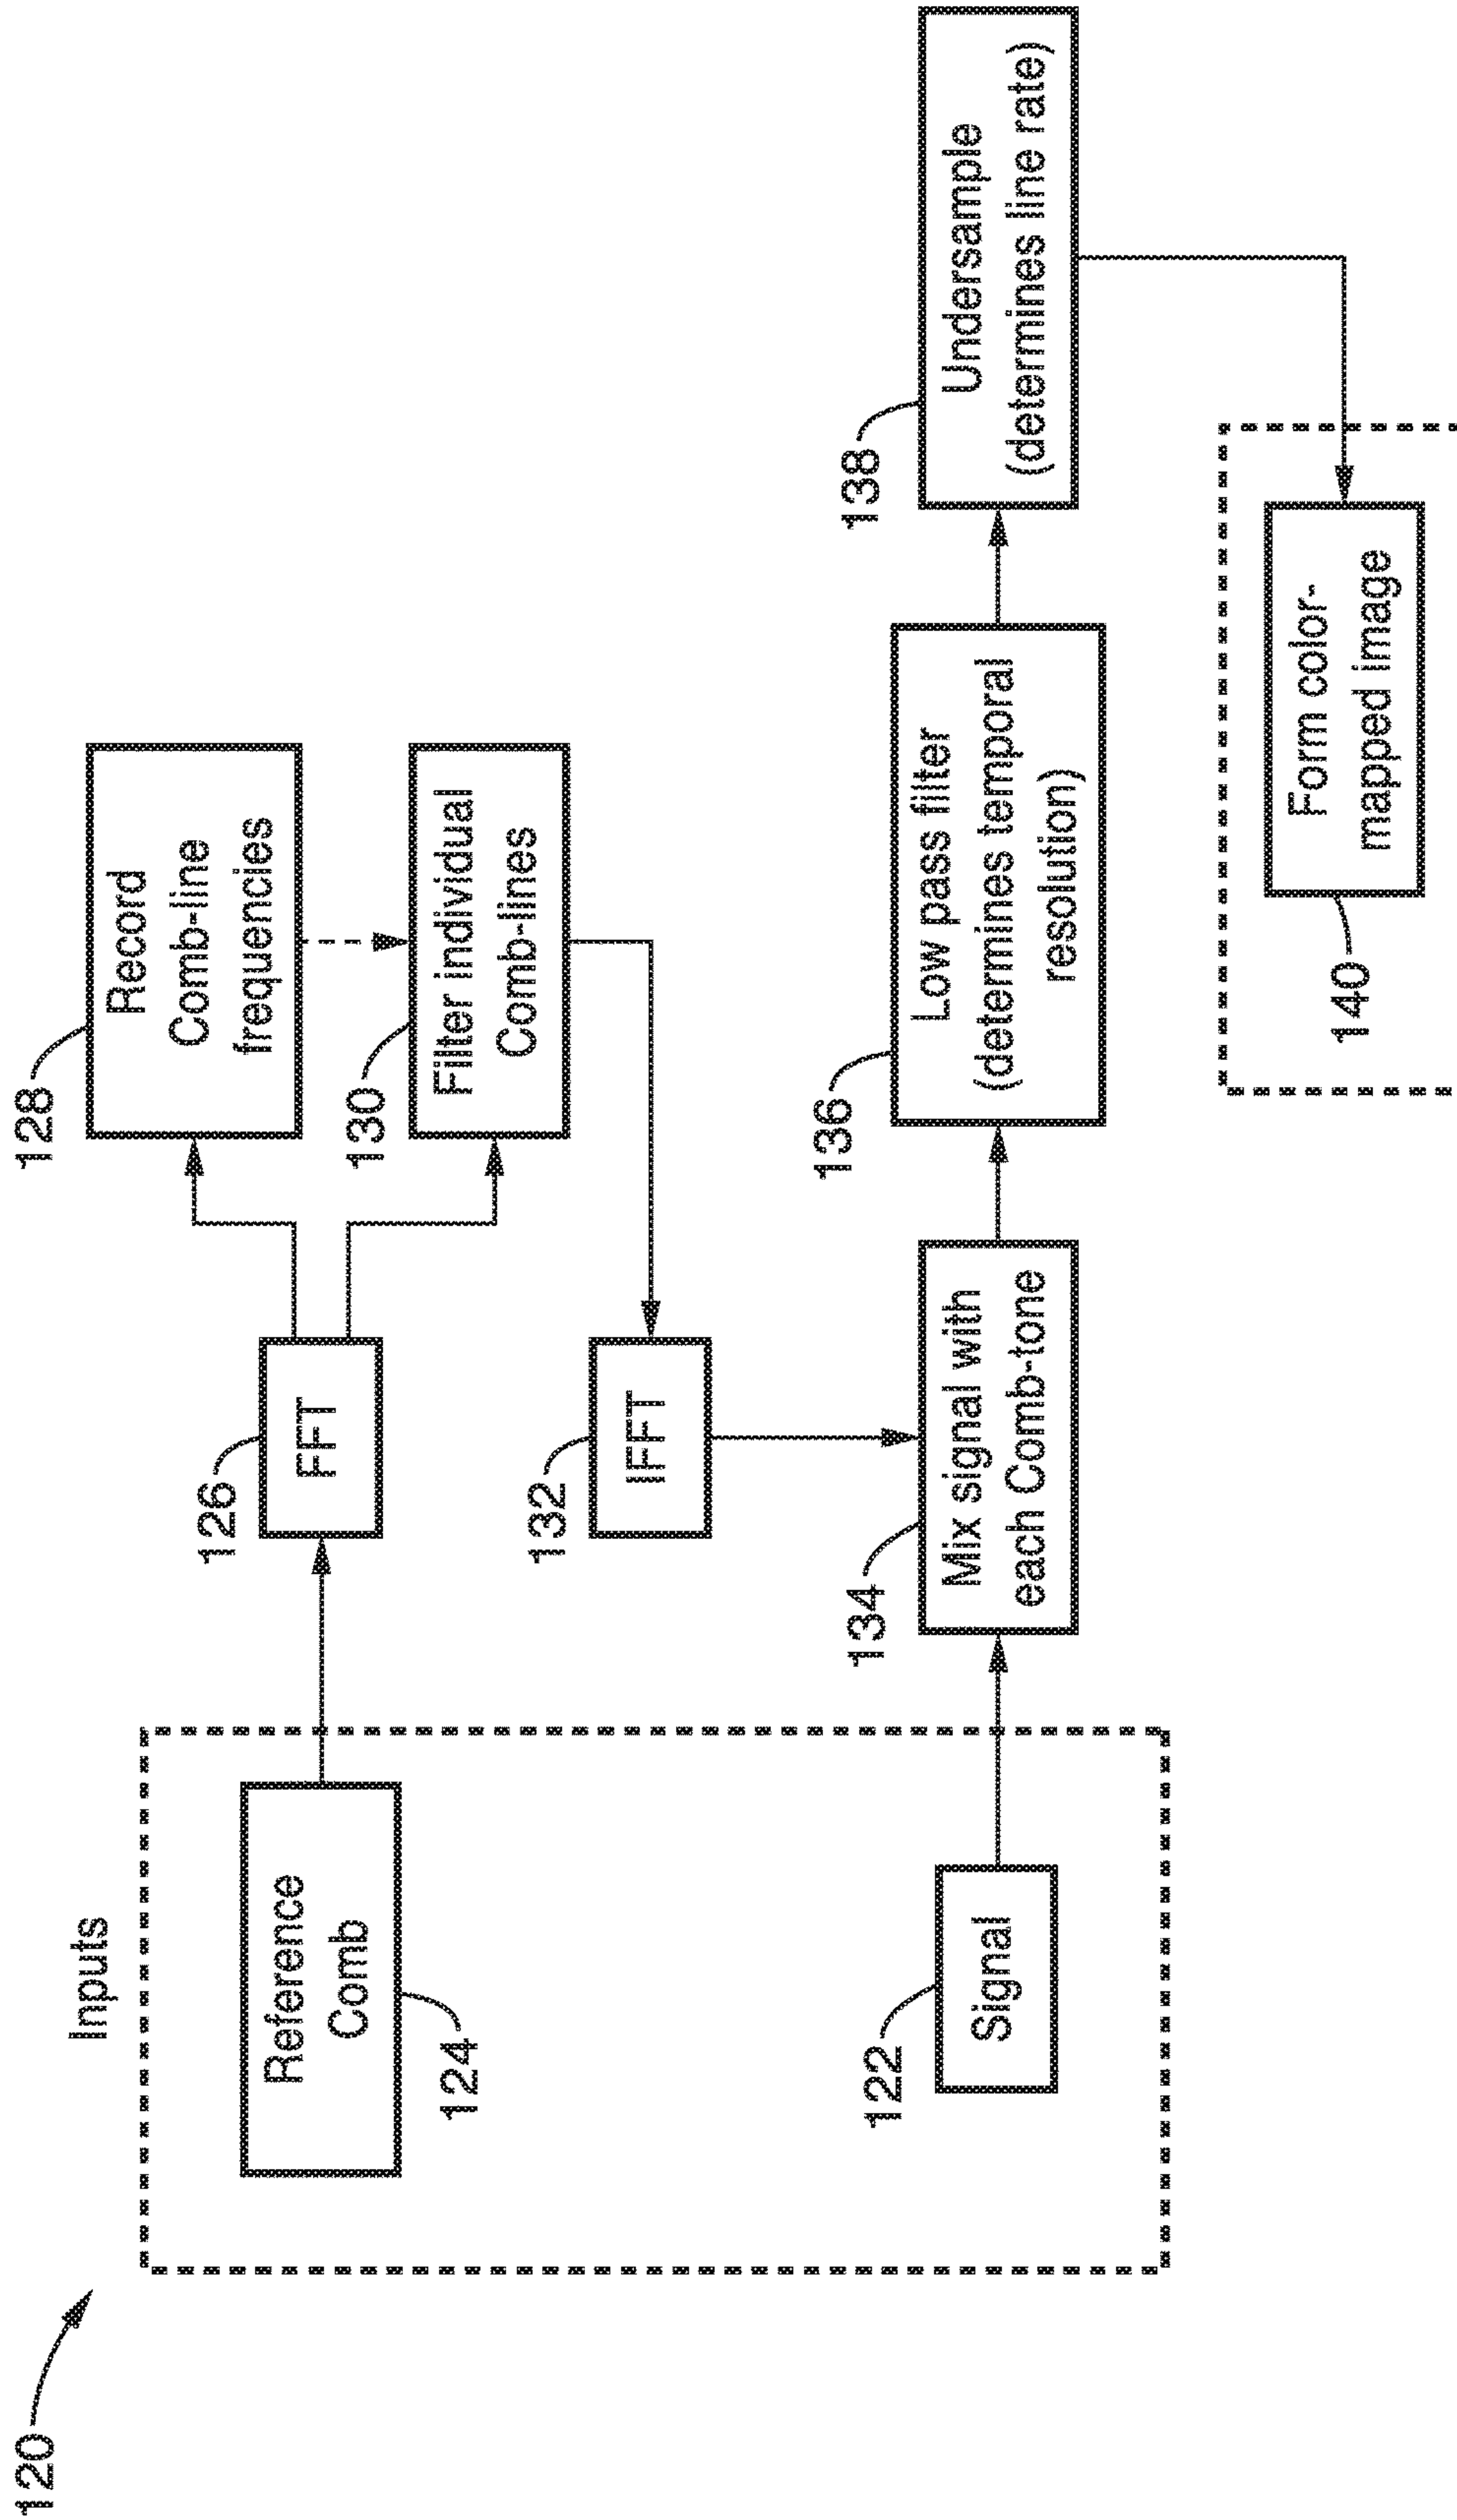 120
Inputs
Reference
Comb
124
Signal
122
FFT
126
Record
Comb-line
frequencies
128
Filter individual
Comb-lines
130
IFFT
132
Mix signal with
each Comb-tone
134
Low pass filter
(determines temporal
resolution)
136
Undersample
(determines line rate)
138
Form color-
mapped image
140